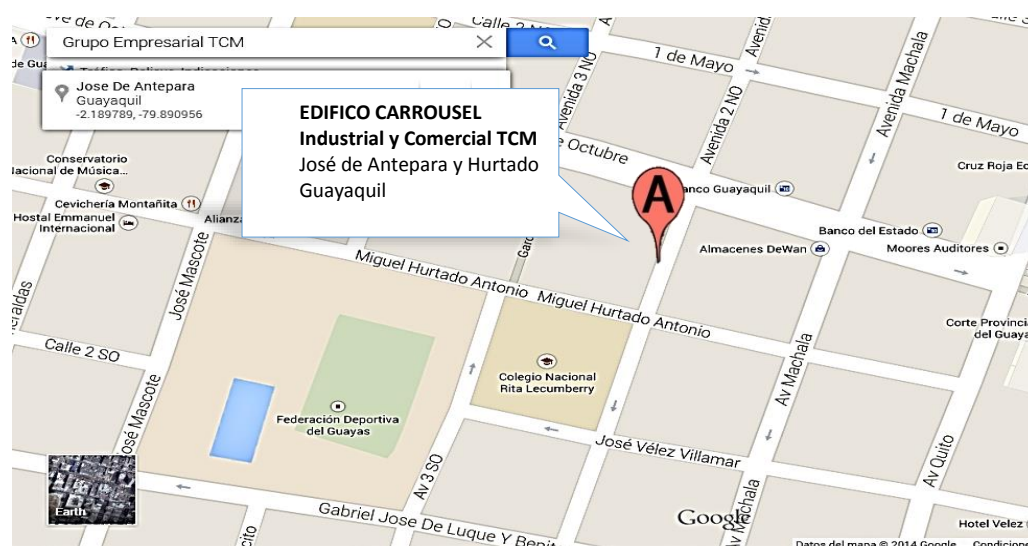 Grupo Empresarial TCM
Jose De Antepara
Guayaquil
-2.189789, -79.890956
EDIFICO CARROUSEL
Industrial y Comercial TCM
José de Antepara y Hurtado
Guayaquil
Calle 2 NO
1 de Mayo
Avenida Machala
1 de Mayo
Avenida 3 NO
Avenida 2 NO
Octubre
Cruz Roja
Conservatorio
Nacional de Música...
Cevichería Montañita
Hostal Emmanuel
Internacional
Alianza
José Mascote
A
Guayaquil
Banco del Estado
Almacenes DeWan
Moores Auditores
Miguel Hurtado Antonio
Miguel Hurtado Antonio
Calle 2 SO
Colegio Nacional
Rita Lecumberry
Corte
del
Av Machala
José Mascote
Federación Deportiva
del Guayas
José Vélez Villamar
Av 3 SO
Av Quito
Earth
Gabriel Jose De Luque Y
Google
Machala
Hotel Velez
Datos del mapa © 2014 Google